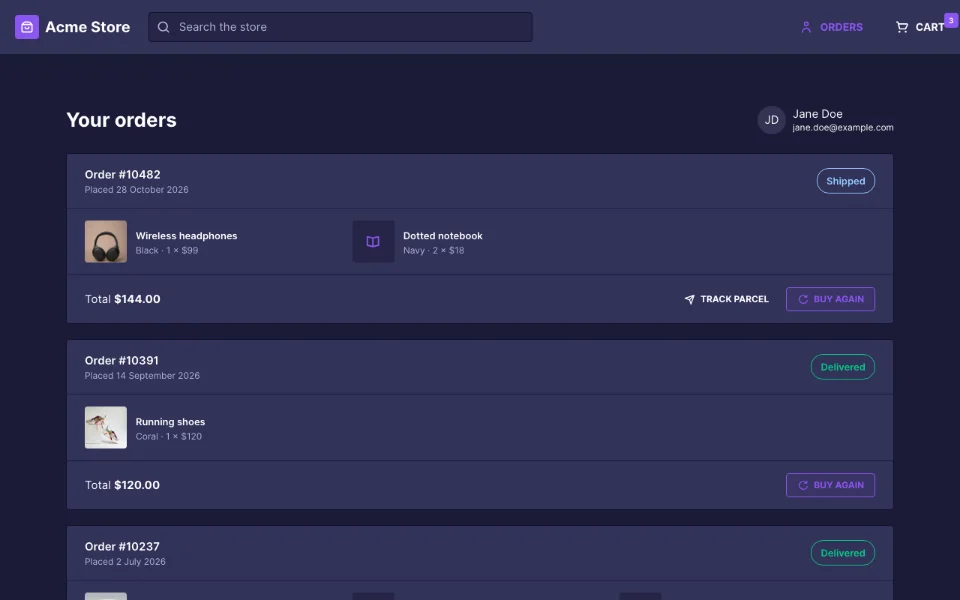 Acme Store
Search the store
ORDERS
CART
3
Your orders
JD
Jane Doe
jane.doe@example.com
Order #10482
Placed 28 October 2026
Shipped
Wireless headphones
Black · 1 × $99
Dotted notebook
Navy · 2 × $18
Total $144.00
TRACK PARCEL
BUY AGAIN
Order #10391
Placed 14 September 2026
Delivered
Running shoes
Coral · 1 × $120
Total $120.00
BUY AGAIN
Order #10237
Placed 2 July 2026
Delivered